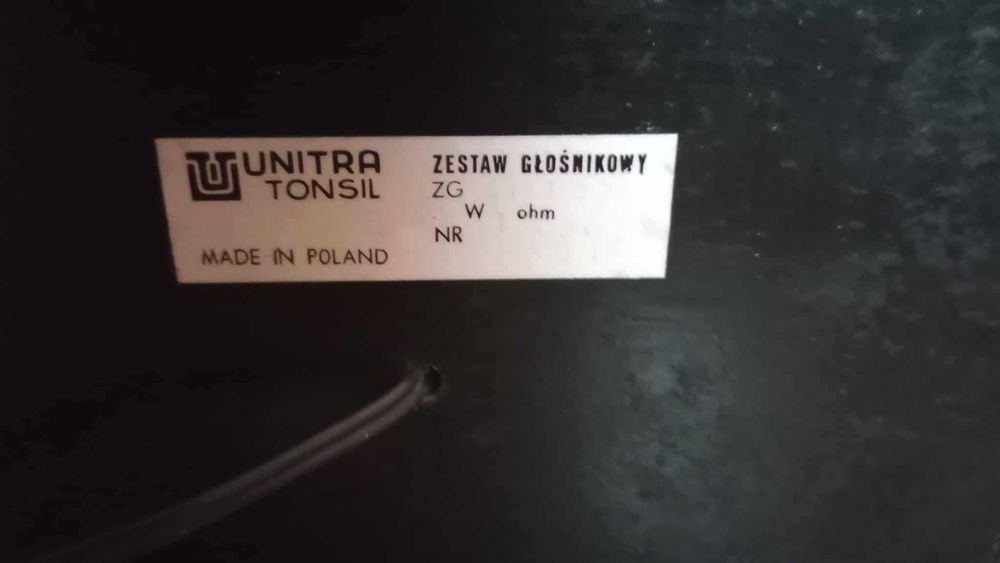 UNITRA
TONSIL
MADE IN POLAND
ZESTAW GŁOŚNIKOWY
ZG
W ohm
NR